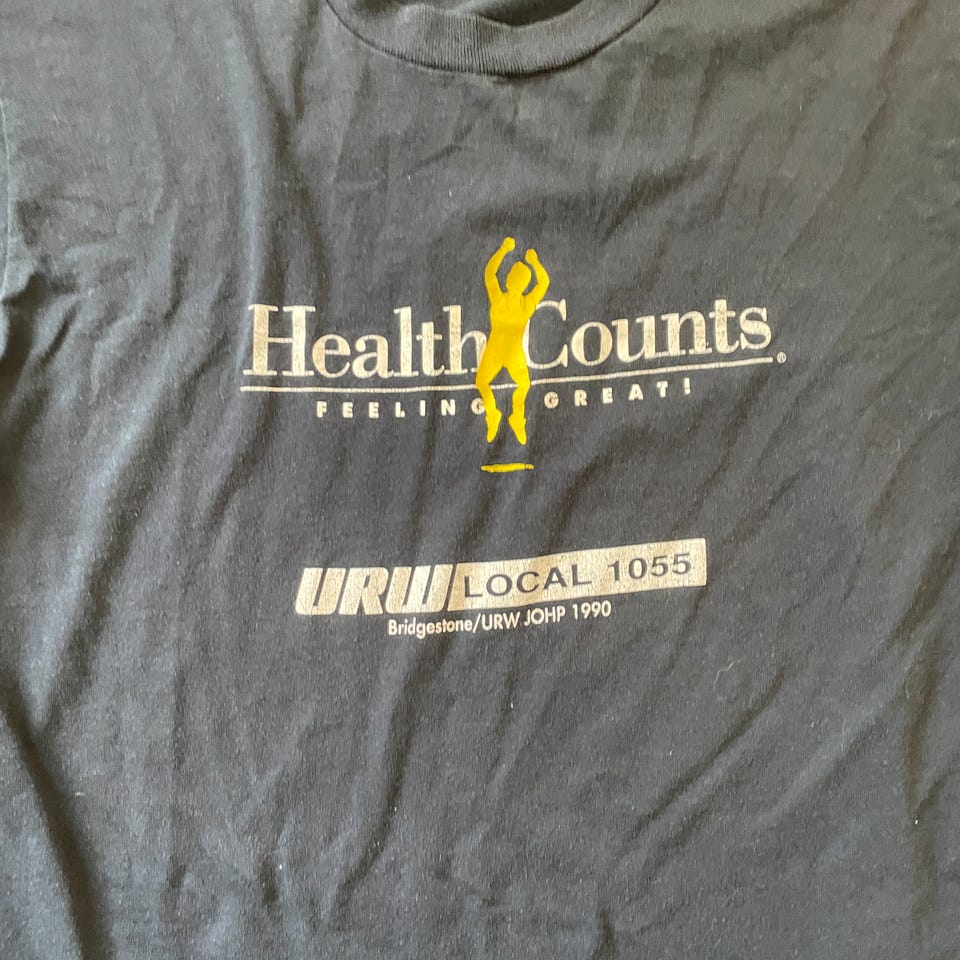 Health Counts®
FEELING GREAT!
URW LOCAL 1055
Bridgestone/URW JOHP 1990